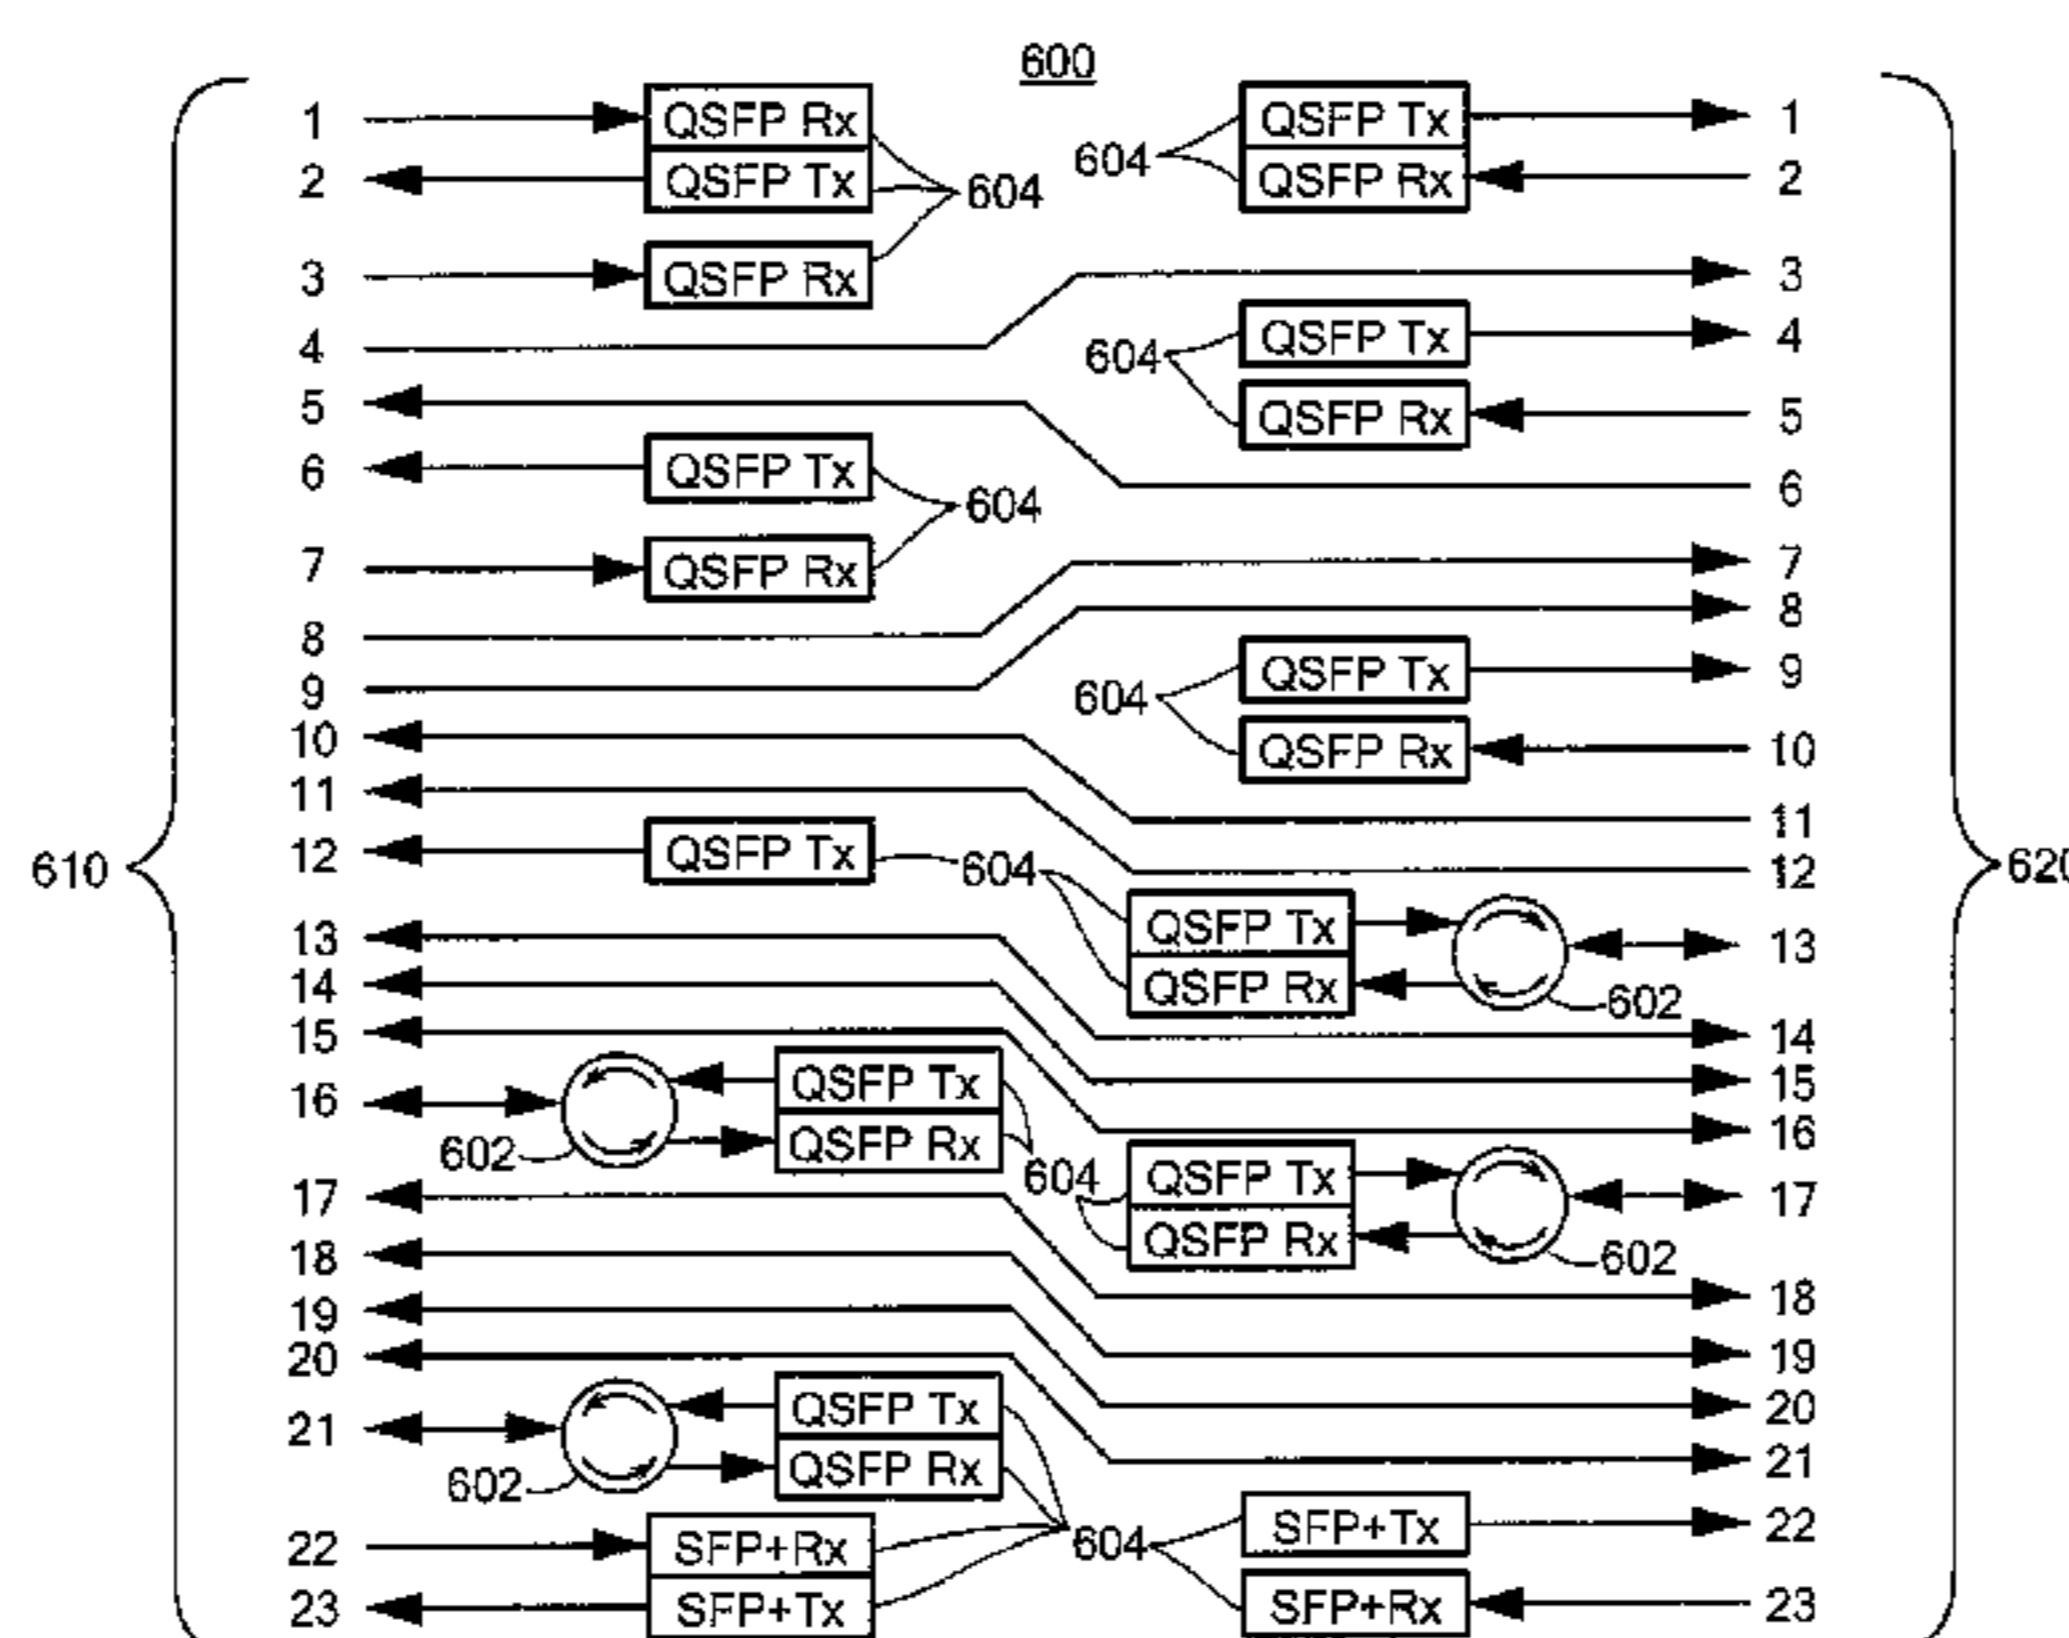 600
1 QSFP Rx QSFP Tx 1
604
2 QSFP Tx 604 QSFP Rx 2
3 QSFP Rx 3
4 604 QSFP Tx 4
5 QSFP Rx 5
6 QSFP Tx 604 6
7 QSFP Rx 7
8 8
9 604 QSFP Tx 9
10 QSFP Rx 10
11 11
610 12 QSFP Tx 604 12 620
13 QSFP Tx 13
14 QSFP Rx 602
15 14
16 QSFP Tx 15
602 QSFP Rx 16
17 604 QSFP Tx 17
18 QSFP Rx 602
19 18
20 19
21 QSFP Tx 20
602 QSFP Rx 21
22 SFP+Rx 604 SFP+Tx 22
23 SFP+Tx SFP+Rx 23